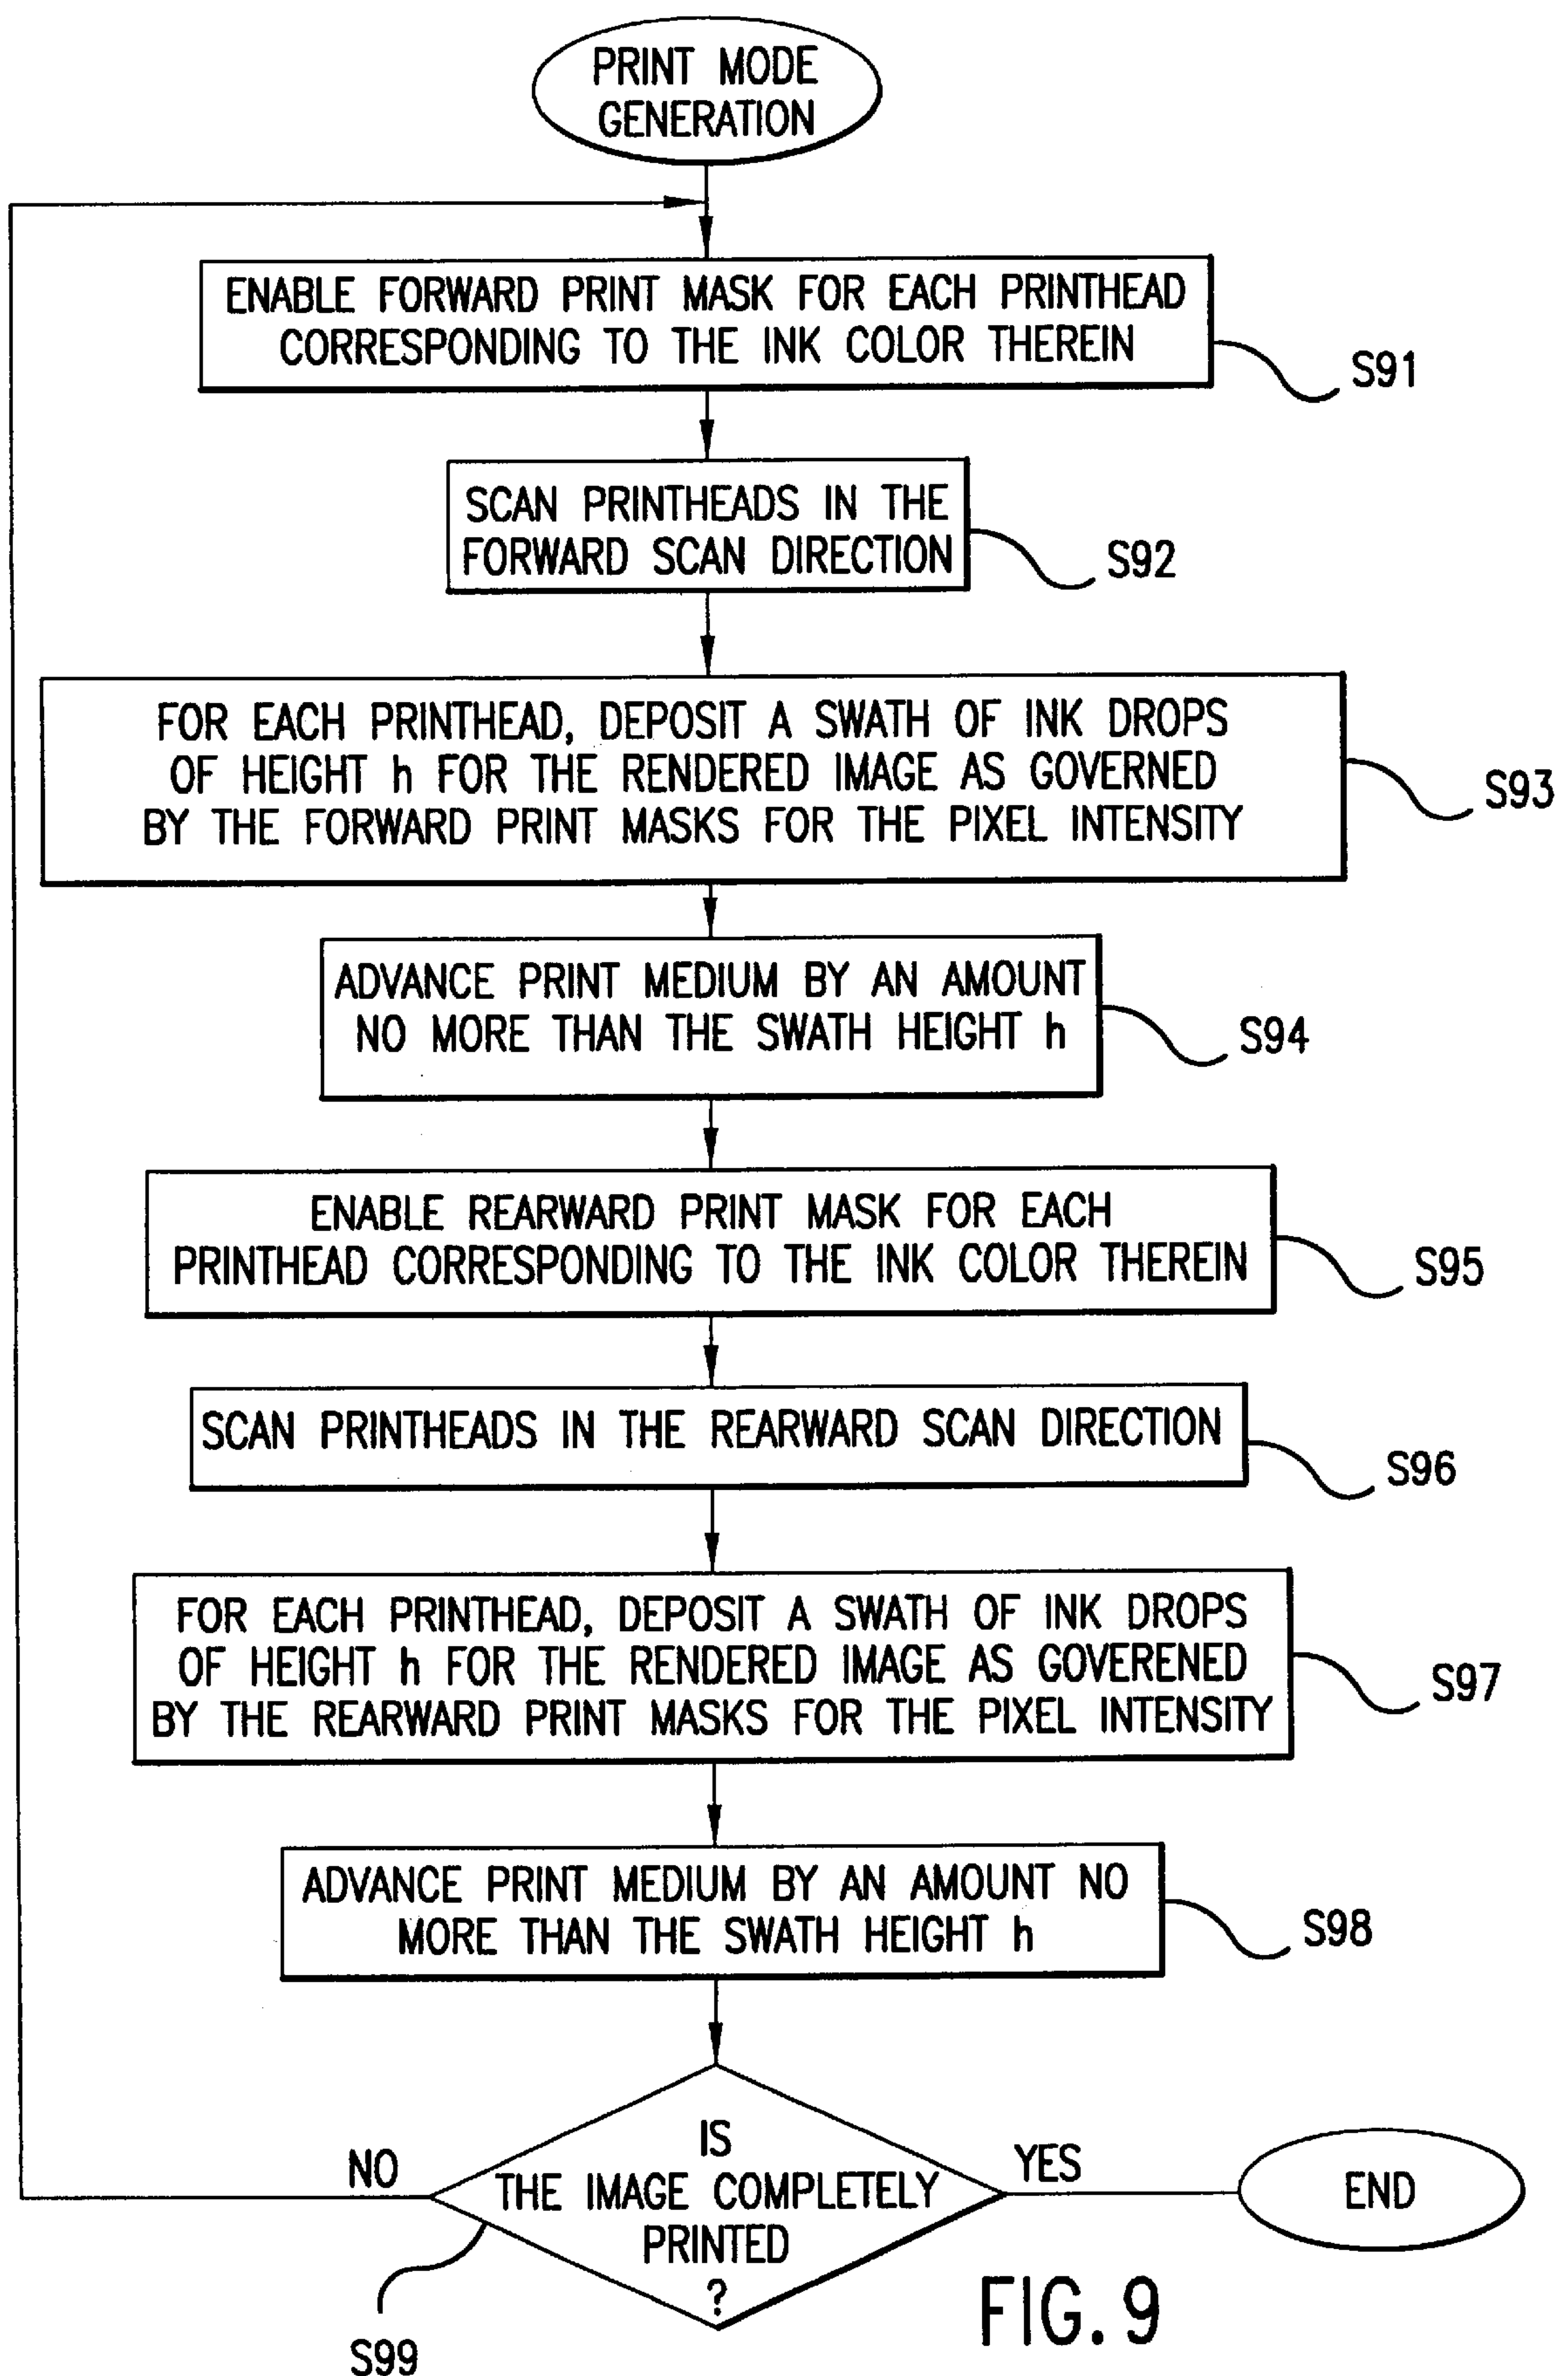 PRINT MODE
GENERATION
ENABLE FORWARD PRINT MASK FOR EACH PRINTHEAD
CORRESPONDING TO THE INK COLOR THEREIN
S91
SCAN PRINTHEADS IN THE
FORWARD SCAN DIRECTION
S92
FOR EACH PRINTHEAD, DEPOSIT A SWATH OF INK DROPS
OF HEIGHT h FOR THE RENDERED IMAGE AS GOVERNED
BY THE FORWARD PRINT MASKS FOR THE PIXEL INTENSITY
S93
ADVANCE PRINT MEDIUM BY AN AMOUNT
NO MORE THAN THE SWATH HEIGHT h
S94
ENABLE REARWARD PRINT MASK FOR EACH
PRINTHEAD CORRESPONDING TO THE INK COLOR THEREIN
S95
SCAN PRINTHEADS IN THE REARWARD SCAN DIRECTION
S96
FOR EACH PRINTHEAD, DEPOSIT A SWATH OF INK DROPS
OF HEIGHT h FOR THE RENDERED IMAGE AS GOVERENED
BY THE REARWARD PRINT MASKS FOR THE PIXEL INTENSITY
S97
ADVANCE PRINT MEDIUM BY AN AMOUNT NO
MORE THAN THE SWATH HEIGHT h
S98
IS
THE IMAGE COMPLETELY
PRINTED
?
NO
YES
END
S99
FIG. 9